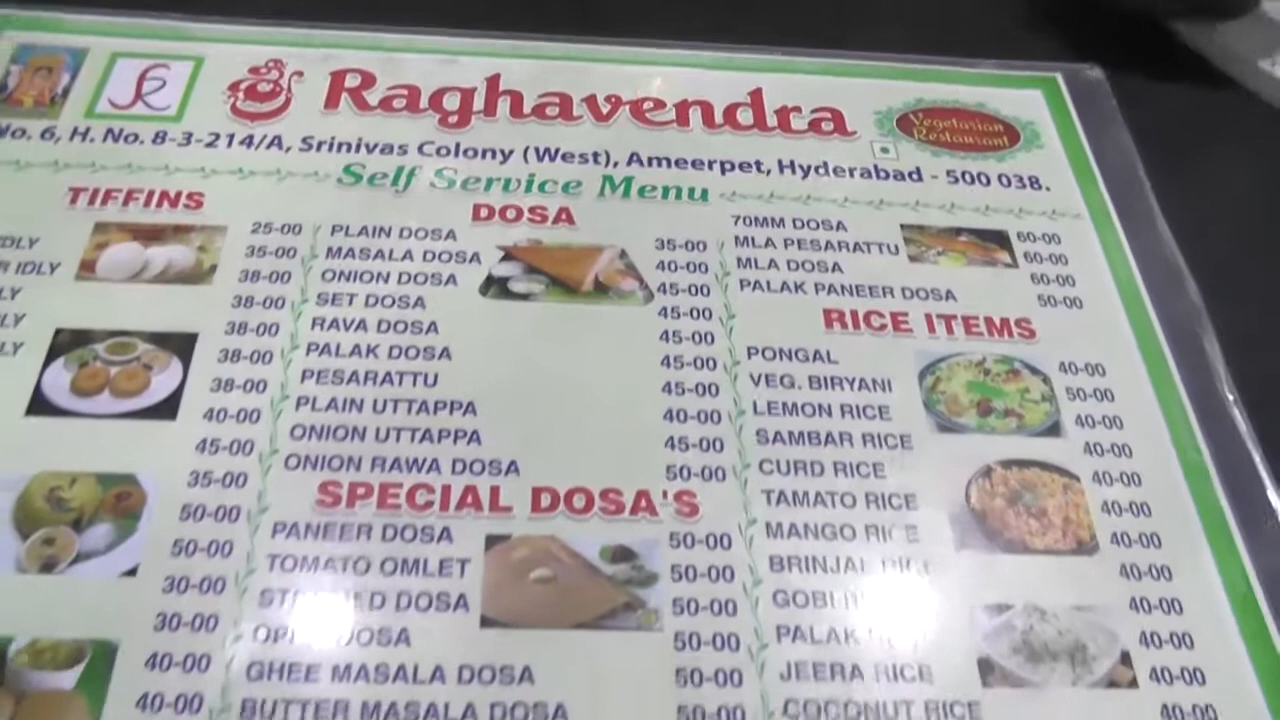 SR
Raghavendra
Vegetarian
Restaurant
No. 6, H. No. 8-3-214/A, Srinivas Colony (West), Ameerpet, Hyderabad - 500 038.
Self Service Menu
TIFFINS
IDLY
IDLY
25-00
35-00
38-00
38-00
38-00
38-00
38-00
40-00
45-00
35-00
50-00
50-00
30-00
30-00
40-00
40-00
DOSA
PLAIN DOSA 35-00
MASALA DOSA 40-00
ONION DOSA 45-00
SET DOSA 45-00
RAVA DOSA 45-00
PALAK DOSA 45-00
PESARATTU 45-00
PLAIN UTTAPPA 40-00
ONION UTTAPPA 45-00
ONION RAWA DOSA 50-00
SPECIAL DOSA'S
PANEER DOSA 50-00
TOMATO OMLET 50-00
DOSA 50-00
DOSA 50-00
GHEE MASALA DOSA 50-00
BUTTER MASALA DOSA 50-00
70MM DOSA 60-00
MLA PESARATTU 60-00
MLA DOSA 60-00
PALAK PANEER DOSA 50-00
RICE ITEMS
PONGAL 40-00
VEG. BIRYANI 50-00
LEMON RICE 40-00
SAMBAR RICE 40-00
CURD RICE 40-00
TAMATO RICE 40-00
MANGO RICE 40-00
BRINJAL RICE 40-00
GOBI 40-00
PALAK 40-00
JEERA RICE 40-00
COCONUT RICE 40-00